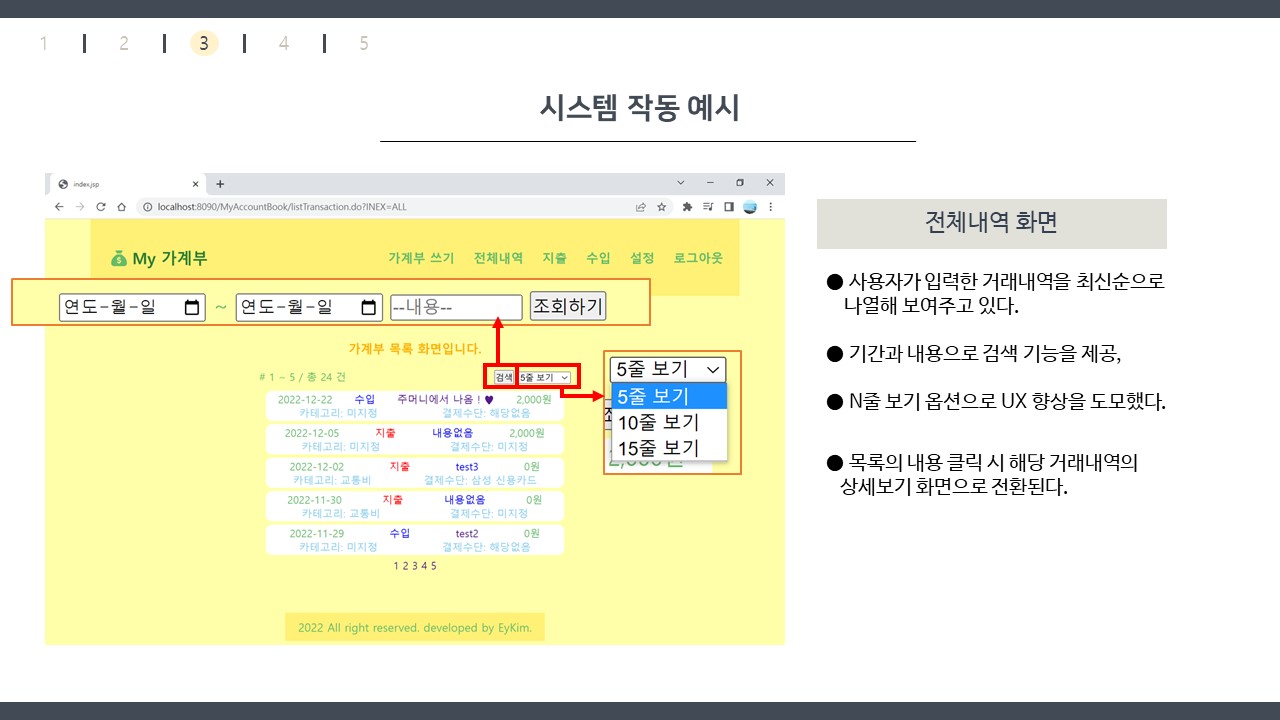 1 | 2 | 3 | 4 | 5
시스템 작동 예시
index.jsp
localhost:8090/MyAccountBook/listTransaction.do?INEX=ALL
My 가계부
가계부 쓰기 전체내역 지출 수입 설정 로그아웃
연도-월-일 ~ 연도-월-일 --내용-- 조회하기
가계부 목록 화면입니다.
# 1 ~ 5 / 총 24 건
검색 5줄 보기
2022-12-22 수입 주머니에서 나옴 ! ♥ 2,000원
카테고리: 미지정 결제수단: 해당없음
2022-12-05 지출 내용없음 2,000원
카테고리: 미지정 결제수단: 미지정
2022-12-02 지출 test3 0원
카테고리: 교통비 결제수단: 삼성 신용카드
2022-11-30 지출 내용없음 0원
카테고리: 교통비 결제수단: 미지정
2022-11-29 수입 test2 0원
카테고리: 미지정 결제수단: 해당없음
1 2 3 4 5
2022 All right reserved. developed by EyKim.
5줄 보기
5줄 보기
10줄 보기
15줄 보기
전체내역 화면
● 사용자가 입력한 거래내역을 최신순으로
나열해 보여주고 있다.
● 기간과 내용으로 검색 기능을 제공,
● N줄 보기 옵션으로 UX 향상을 도모했다.
● 목록의 내용 클릭 시 해당 거래내역의
상세보기 화면으로 전환된다.